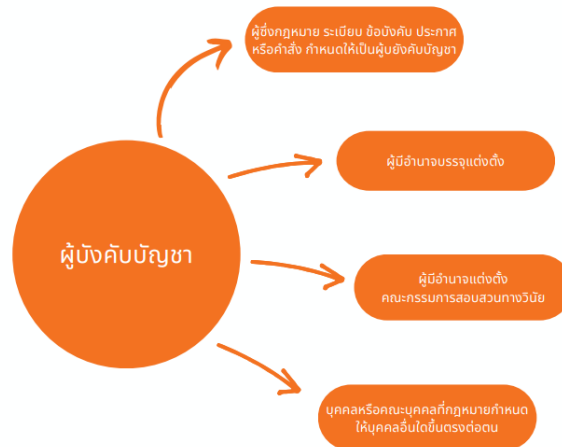 ผู้ซึ่งกฎหมาย ระเบียบ ข้อบังคับ ประกาศ
หรือคำสั่ง กำหนดให้เป็นผู้บยังคับบัญชา
ผู้มีอำนาจบรรจุแต่งตั้ง
ผู้บังคับบัญชา
ผู้มีอำนาจแต่งตั้ง
คณะกรรมการสอบสวนทางวินัย
บุคคลหรือคณะบุคคลที่กฎหมายกำหนด
ให้บุคคลอื่นใดขึ้นตรงต่อตน